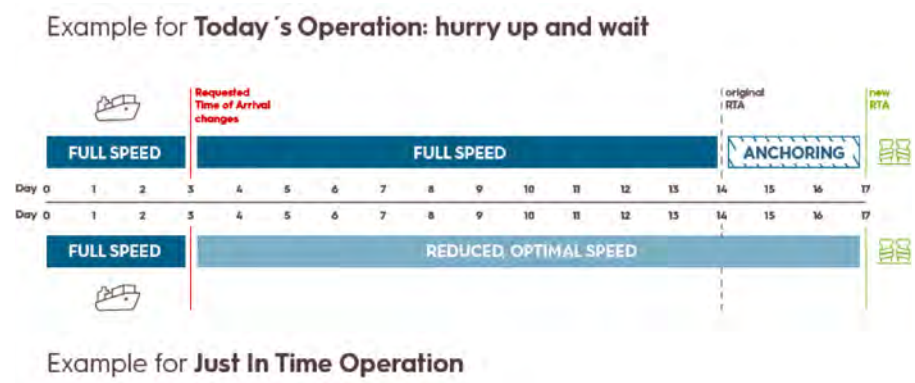 Example for Today´s Operation: hurry up and wait
Requested
Time of Arrival
changes
original
RTA
new
RTA
FULL SPEED FULL SPEED ANCHORING
Day 0 1 2 3 4 5 6 7 8 9 10 11 12 13 14 15 16 17
Day 0 1 2 3 4 5 6 7 8 9 10 11 12 13 14 15 16 17
FULL SPEED REDUCED, OPTIMAL SPEED
Example for Just In Time Operation